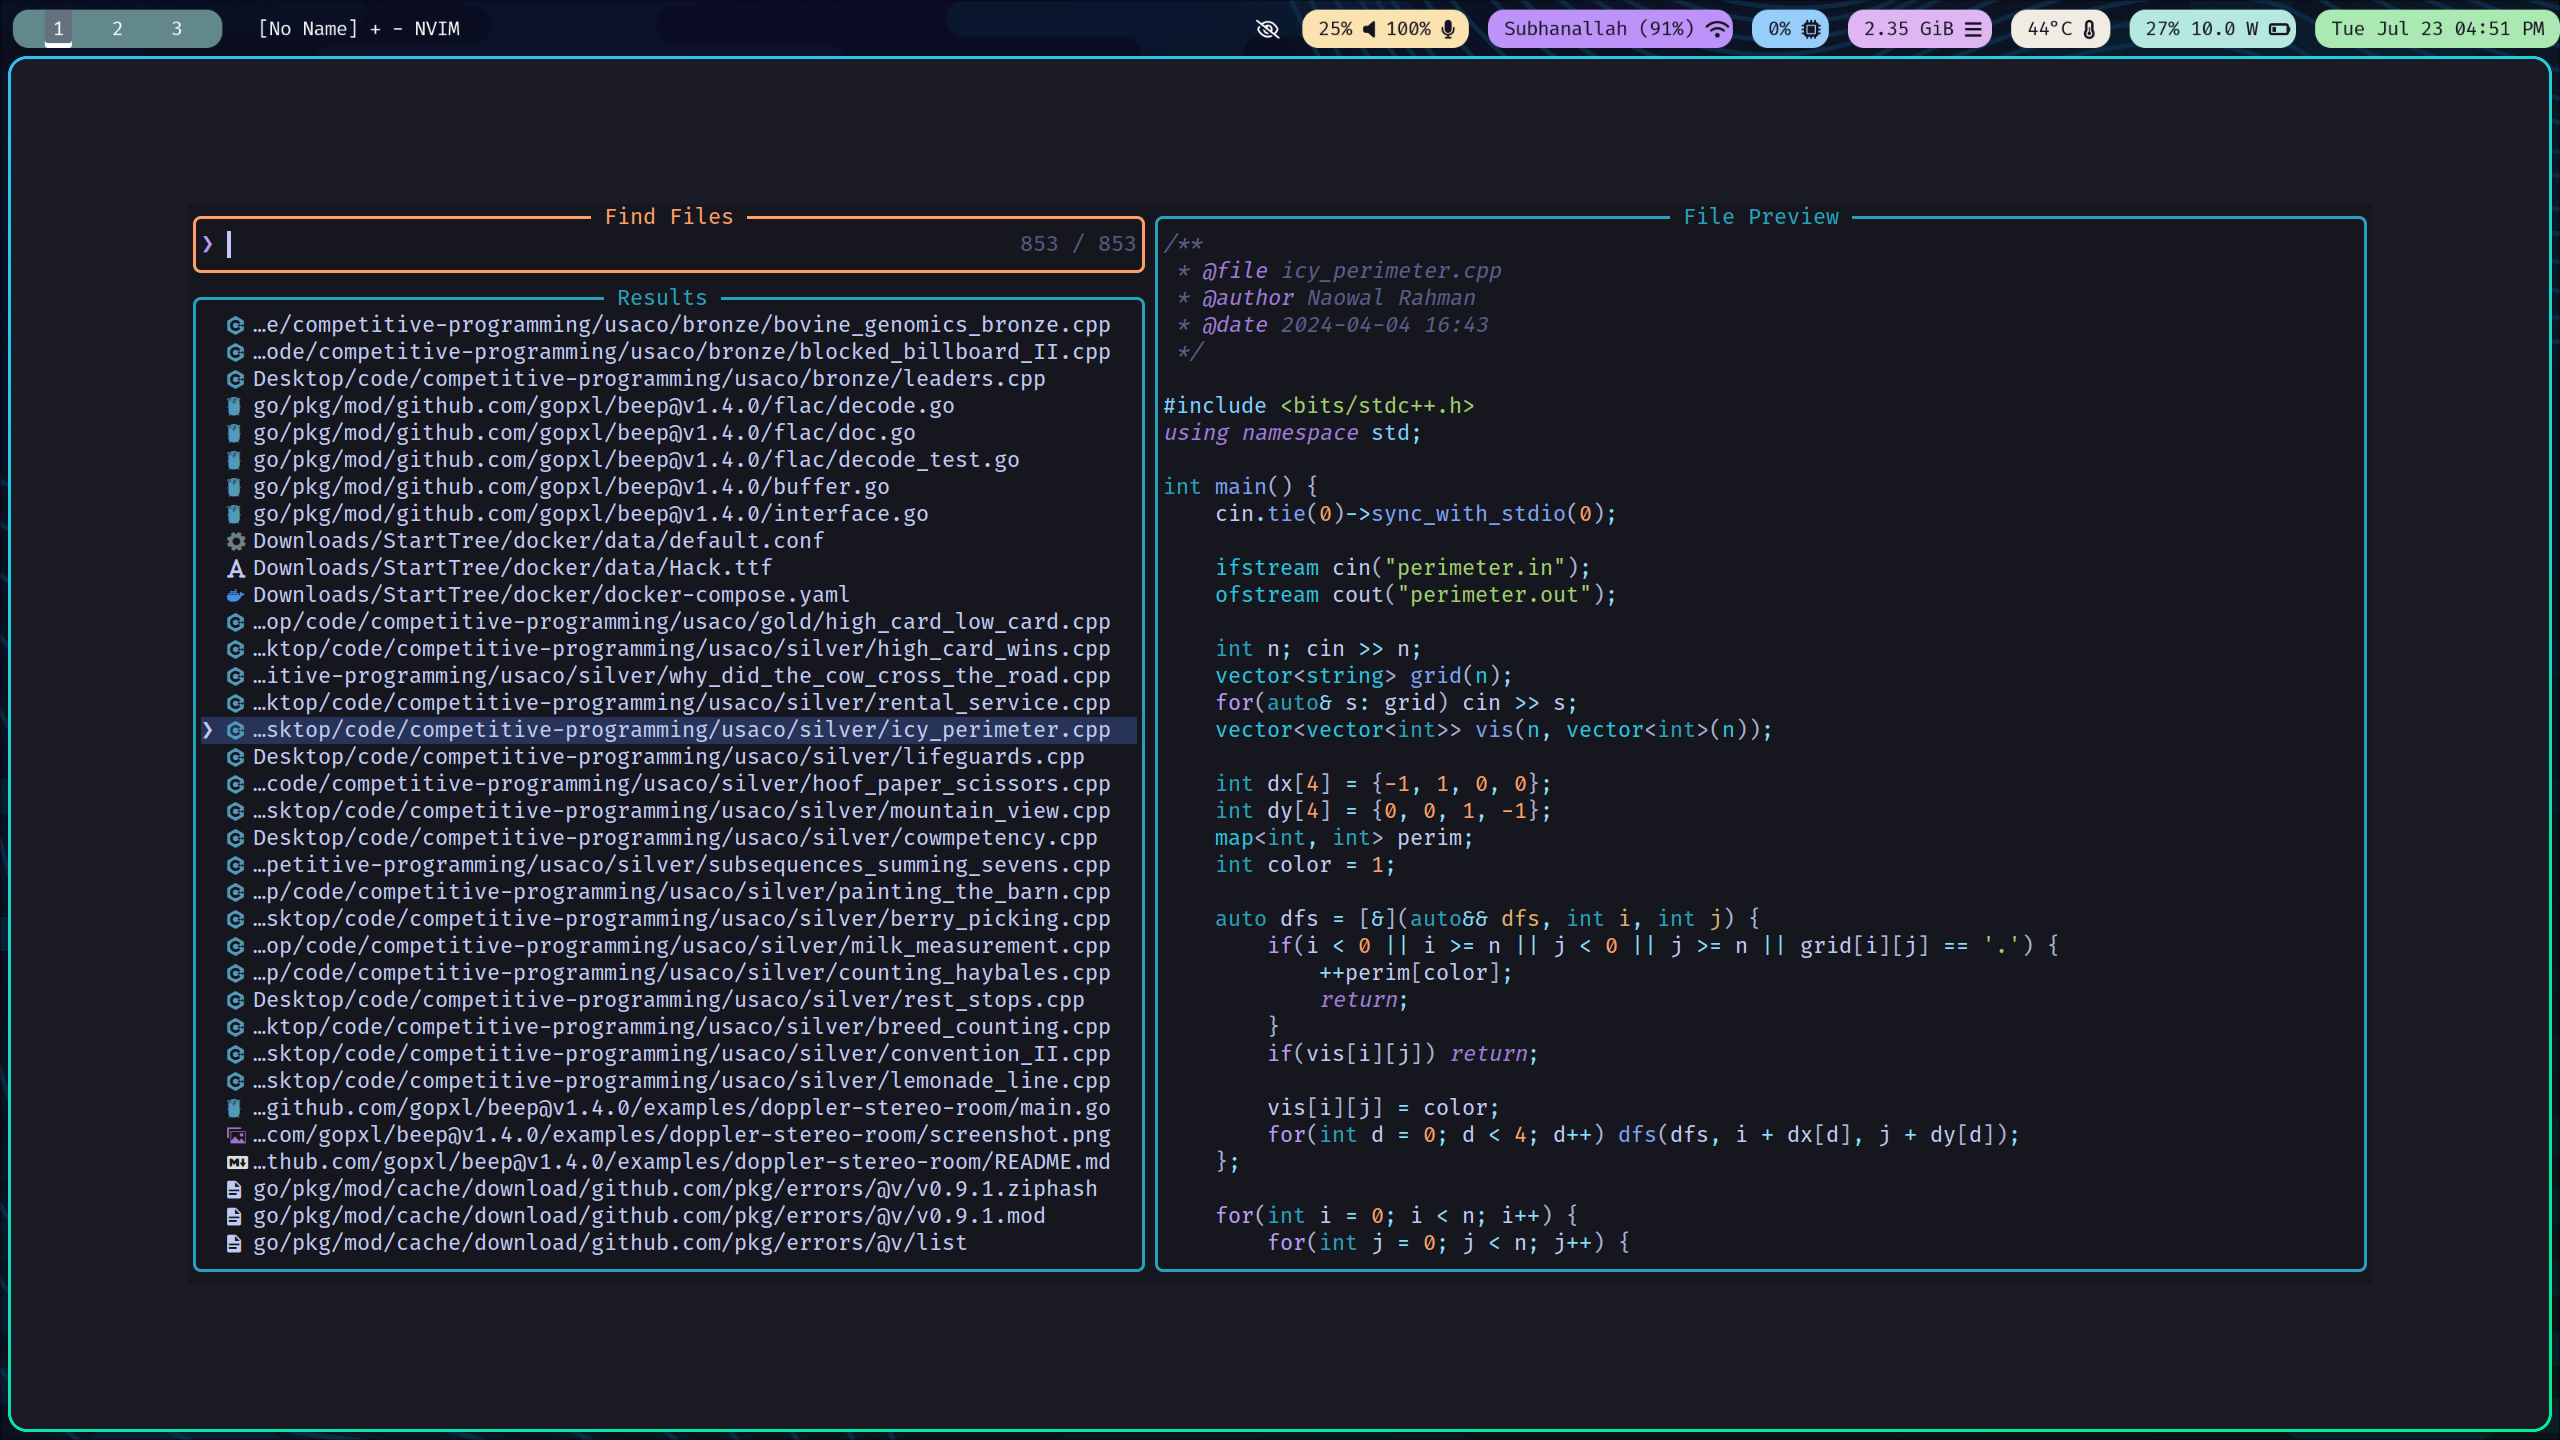 1 2 3 [No Name] + - NVIM 25% 100% Subhanallah (91%) 0% 2.35 GiB 44°C 27% 10.0 W Tue Jul 23 04:51 PM
Find Files
❯ 853 / 853
Results
…e/competitive-programming/usaco/bronze/bovine_genomics_bronze.cpp
…ode/competitive-programming/usaco/bronze/blocked_billboard_II.cpp
Desktop/code/competitive-programming/usaco/bronze/leaders.cpp
go/pkg/mod/github.com/gopxl/beep@v1.4.0/flac/decode.go
go/pkg/mod/github.com/gopxl/beep@v1.4.0/flac/doc.go
go/pkg/mod/github.com/gopxl/beep@v1.4.0/flac/decode_test.go
go/pkg/mod/github.com/gopxl/beep@v1.4.0/buffer.go
go/pkg/mod/github.com/gopxl/beep@v1.4.0/interface.go
Downloads/StartTree/docker/data/default.conf
Downloads/StartTree/docker/data/Hack.ttf
Downloads/StartTree/docker/docker-compose.yaml
…op/code/competitive-programming/usaco/gold/high_card_low_card.cpp
…ktop/code/competitive-programming/usaco/silver/high_card_wins.cpp
…itive-programming/usaco/silver/why_did_the_cow_cross_the_road.cpp
…ktop/code/competitive-programming/usaco/silver/rental_service.cpp
❯ …sktop/code/competitive-programming/usaco/silver/icy_perimeter.cpp
Desktop/code/competitive-programming/usaco/silver/lifeguards.cpp
…code/competitive-programming/usaco/silver/hoof_paper_scissors.cpp
…sktop/code/competitive-programming/usaco/silver/mountain_view.cpp
Desktop/code/competitive-programming/usaco/silver/cowmpetency.cpp
…petitive-programming/usaco/silver/subsequences_summing_sevens.cpp
…p/code/competitive-programming/usaco/silver/painting_the_barn.cpp
…sktop/code/competitive-programming/usaco/silver/berry_picking.cpp
…op/code/competitive-programming/usaco/silver/milk_measurement.cpp
…p/code/competitive-programming/usaco/silver/counting_haybales.cpp
Desktop/code/competitive-programming/usaco/silver/rest_stops.cpp
…ktop/code/competitive-programming/usaco/silver/breed_counting.cpp
…sktop/code/competitive-programming/usaco/silver/convention_II.cpp
…sktop/code/competitive-programming/usaco/silver/lemonade_line.cpp
…github.com/gopxl/beep@v1.4.0/examples/doppler-stereo-room/main.go
…com/gopxl/beep@v1.4.0/examples/doppler-stereo-room/screenshot.png
…thub.com/gopxl/beep@v1.4.0/examples/doppler-stereo-room/README.md
go/pkg/mod/cache/download/github.com/pkg/errors/@v/v0.9.1.ziphash
go/pkg/mod/cache/download/github.com/pkg/errors/@v/v0.9.1.mod
go/pkg/mod/cache/download/github.com/pkg/errors/@v/list
File Preview
/**
 * @file icy_perimeter.cpp
 * @author Naowal Rahman
 * @date 2024-04-04 16:43
 */
#include <bits/stdc++.h>
using namespace std;
int main() {
    cin.tie(0)->sync_with_stdio(0);
    ifstream cin("perimeter.in");
    ofstream cout("perimeter.out");
    int n; cin >> n;
    vector<string> grid(n);
    for(auto& s: grid) cin >> s;
    vector<vector<int>> vis(n, vector<int>(n));
    int dx[4] = {-1, 1, 0, 0};
    int dy[4] = {0, 0, 1, -1};
    map<int, int> perim;
    int color = 1;
    auto dfs = [&](auto&& dfs, int i, int j) {
        if(i < 0 || i >= n || j < 0 || j >= n || grid[i][j] == '.') {
            ++perim[color];
            return;
        }
        if(vis[i][j]) return;
        vis[i][j] = color;
        for(int d = 0; d < 4; d++) dfs(dfs, i + dx[d], j + dy[d]);
    };
    for(int i = 0; i < n; i++) {
        for(int j = 0; j < n; j++) {